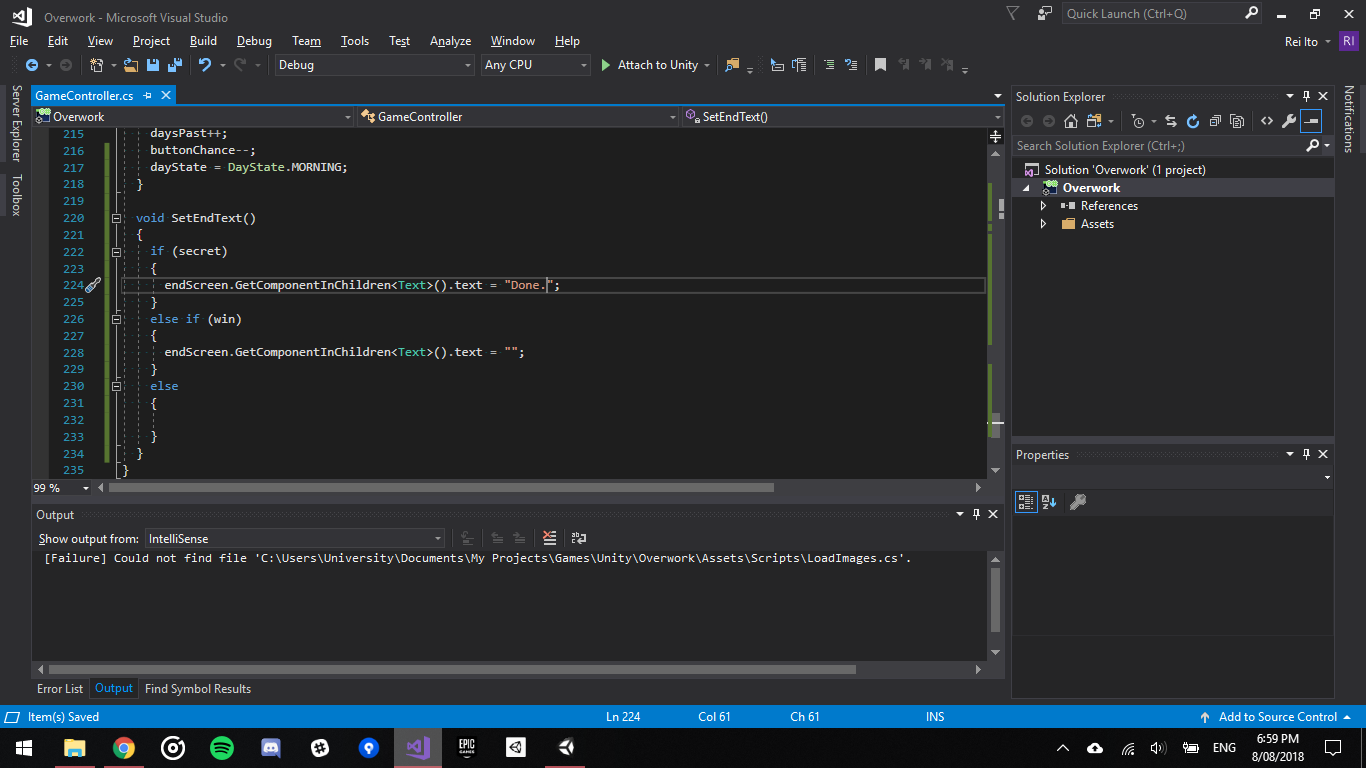 Overwork - Microsoft Visual Studio
Quick Launch (Ctrl+Q)
File Edit View Project Build Debug Team Tools Test Analyze Window Help
Rei Ito RI
Debug Any CPU Attach to Unity
Server Explorer
Toolbox
GameController.cs
Overwork GameController SetEndText()
215 daysPast++;
216 buttonChance--;
217 dayState = DayState.MORNING;
218 }
219
220 void SetEndText()
221 {
222 if (secret)
223 {
224 endScreen.GetComponentInChildren<Text>().text = "Done.";
225 }
226 else if (win)
227 {
228 endScreen.GetComponentInChildren<Text>().text = "";
229 }
230 else
231 {
232
233 }
234 }
235 }
99 %
Output
Show output from: IntelliSense
[Failure] Could not find file 'C:\Users\University\Documents\My Projects\Games\Unity\Overwork\Assets\Scripts\LoadImages.cs'.
Error List Output Find Symbol Results
Solution Explorer
Search Solution Explorer (Ctrl+;)
Solution 'Overwork' (1 project)
Overwork
References
Assets
Properties
Notifications
Item(s) Saved Ln 224 Col 61 Ch 61 INS Add to Source Control
EPIC
GAMES
ENG
6:59 PM
8/08/2018